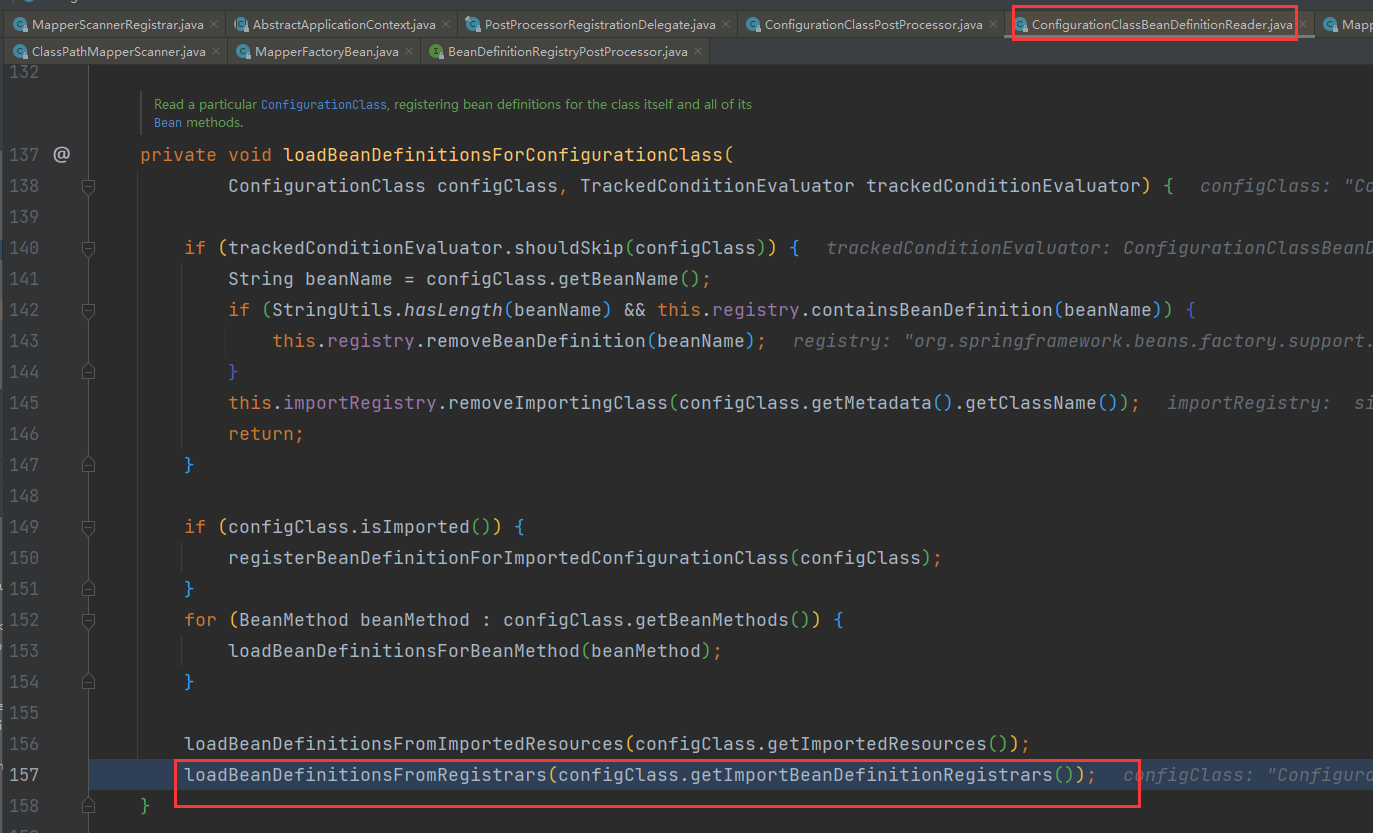 MapperScannerRegistrar.java AbstractApplicationContext.java PostProcessorRegistrationDelegate.java ConfigurationClassPostProcessor.java ConfigurationClassBeanDefinitionReader.java Mapp
ClassPathMapperScanner.java MapperFactoryBean.java BeanDefinitionRegistryPostProcessor.java
132
Read a particular ConfigurationClass, registering bean definitions for the class itself and all of its
Bean methods.
137 @ private void loadBeanDefinitionsForConfigurationClass(
138 ConfigurationClass configClass, TrackedConditionEvaluator trackedConditionEvaluator) { configClass: "Co
139
140 if (trackedConditionEvaluator.shouldSkip(configClass)) { trackedConditionEvaluator: ConfigurationClassBeanD
141 String beanName = configClass.getBeanName();
142 if (StringUtils.hasLength(beanName) && this.registry.containsBeanDefinition(beanName)) {
143 this.registry.removeBeanDefinition(beanName); registry: "org.springframework.beans.factory.support.
144 }
145 this.importRegistry.removeImportingClass(configClass.getMetadata().getClassName()); importRegistry: si
146 return;
147 }
148
149 if (configClass.isImported()) {
150 registerBeanDefinitionForImportedConfigurationClass(configClass);
151 }
152 for (BeanMethod beanMethod : configClass.getBeanMethods()) {
153 loadBeanDefinitionsForBeanMethod(beanMethod);
154 }
155
156 loadBeanDefinitionsFromImportedResources(configClass.getImportedResources());
157 loadBeanDefinitionsFromRegistrars(configClass.getImportBeanDefinitionRegistrars()); configClass: "Configura
158 }